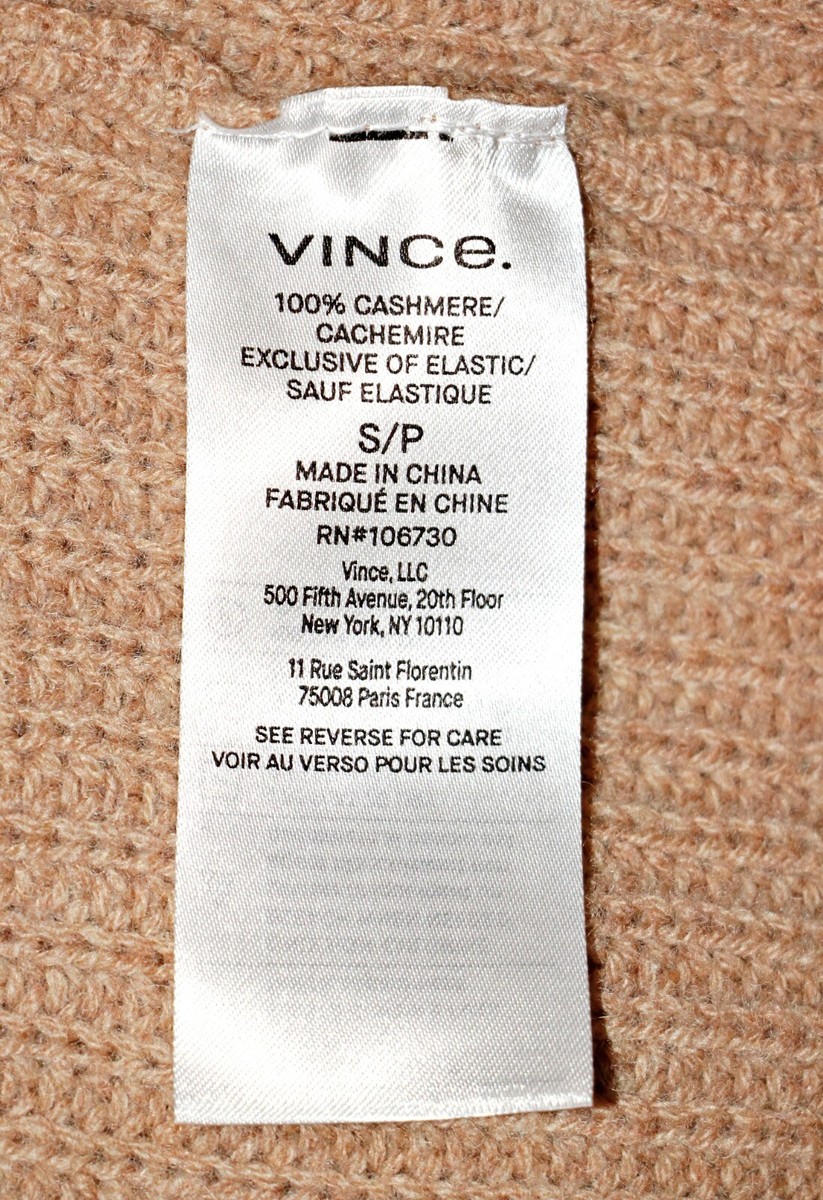 VINCE.
100% CASHMERE/
CACHEMIRE
EXCLUSIVE OF ELASTIC/
SAUF ELASTIQUE
S/P
MADE IN CHINA
FABRIQUÉ EN CHINE
RN#106730
Vince, LLC
500 Fifth Avenue, 20th Floor
New York, NY 10110
11 Rue Saint Florentin
75008 Paris France
SEE REVERSE FOR CARE
VOIR AU VERSO POUR LES SOINS